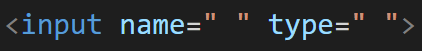 <input name=" " type=" ">